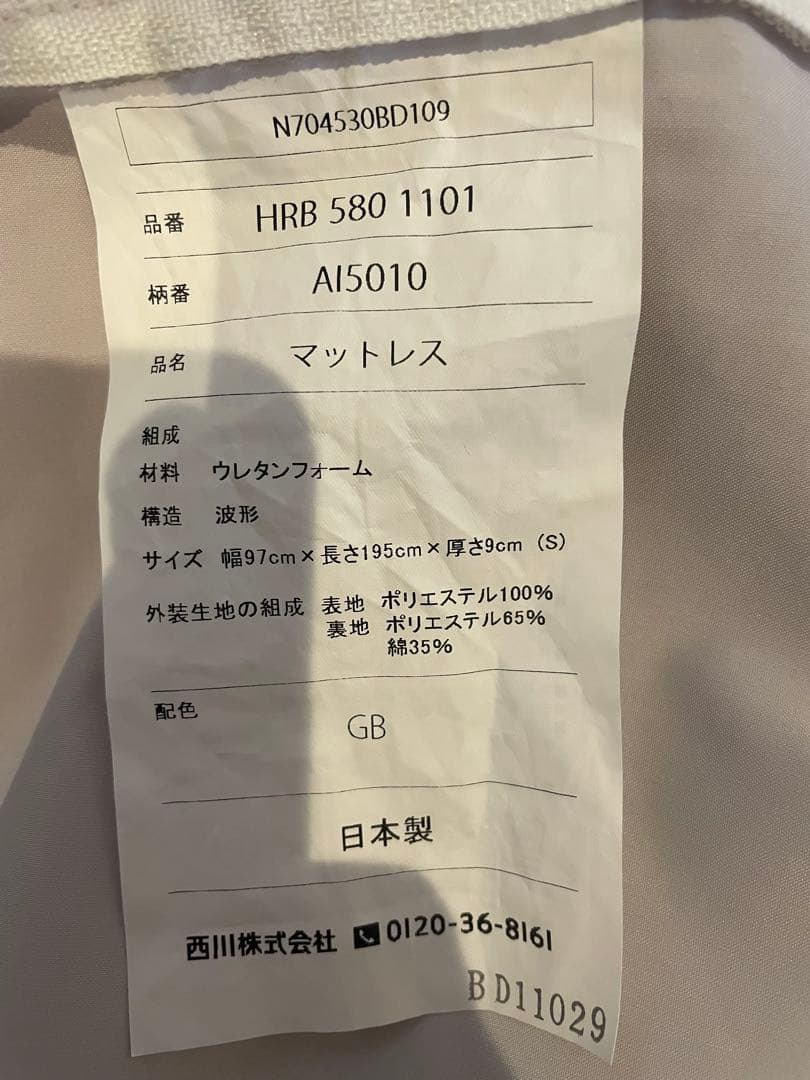 N704530BD109
品番 HRB 580 1101
柄番 AI5010
品名 マットレス
組成
材料 ウレタンフォーム
構造 波形
サイズ 幅97cm×長さ195cm×厚さ9cm（S）
外装生地の組成 表地 ポリエステル100%
裏地 ポリエステル65%
綿35%
配色
GB
日本製
西川株式会社 0120-36-8161
BD11029